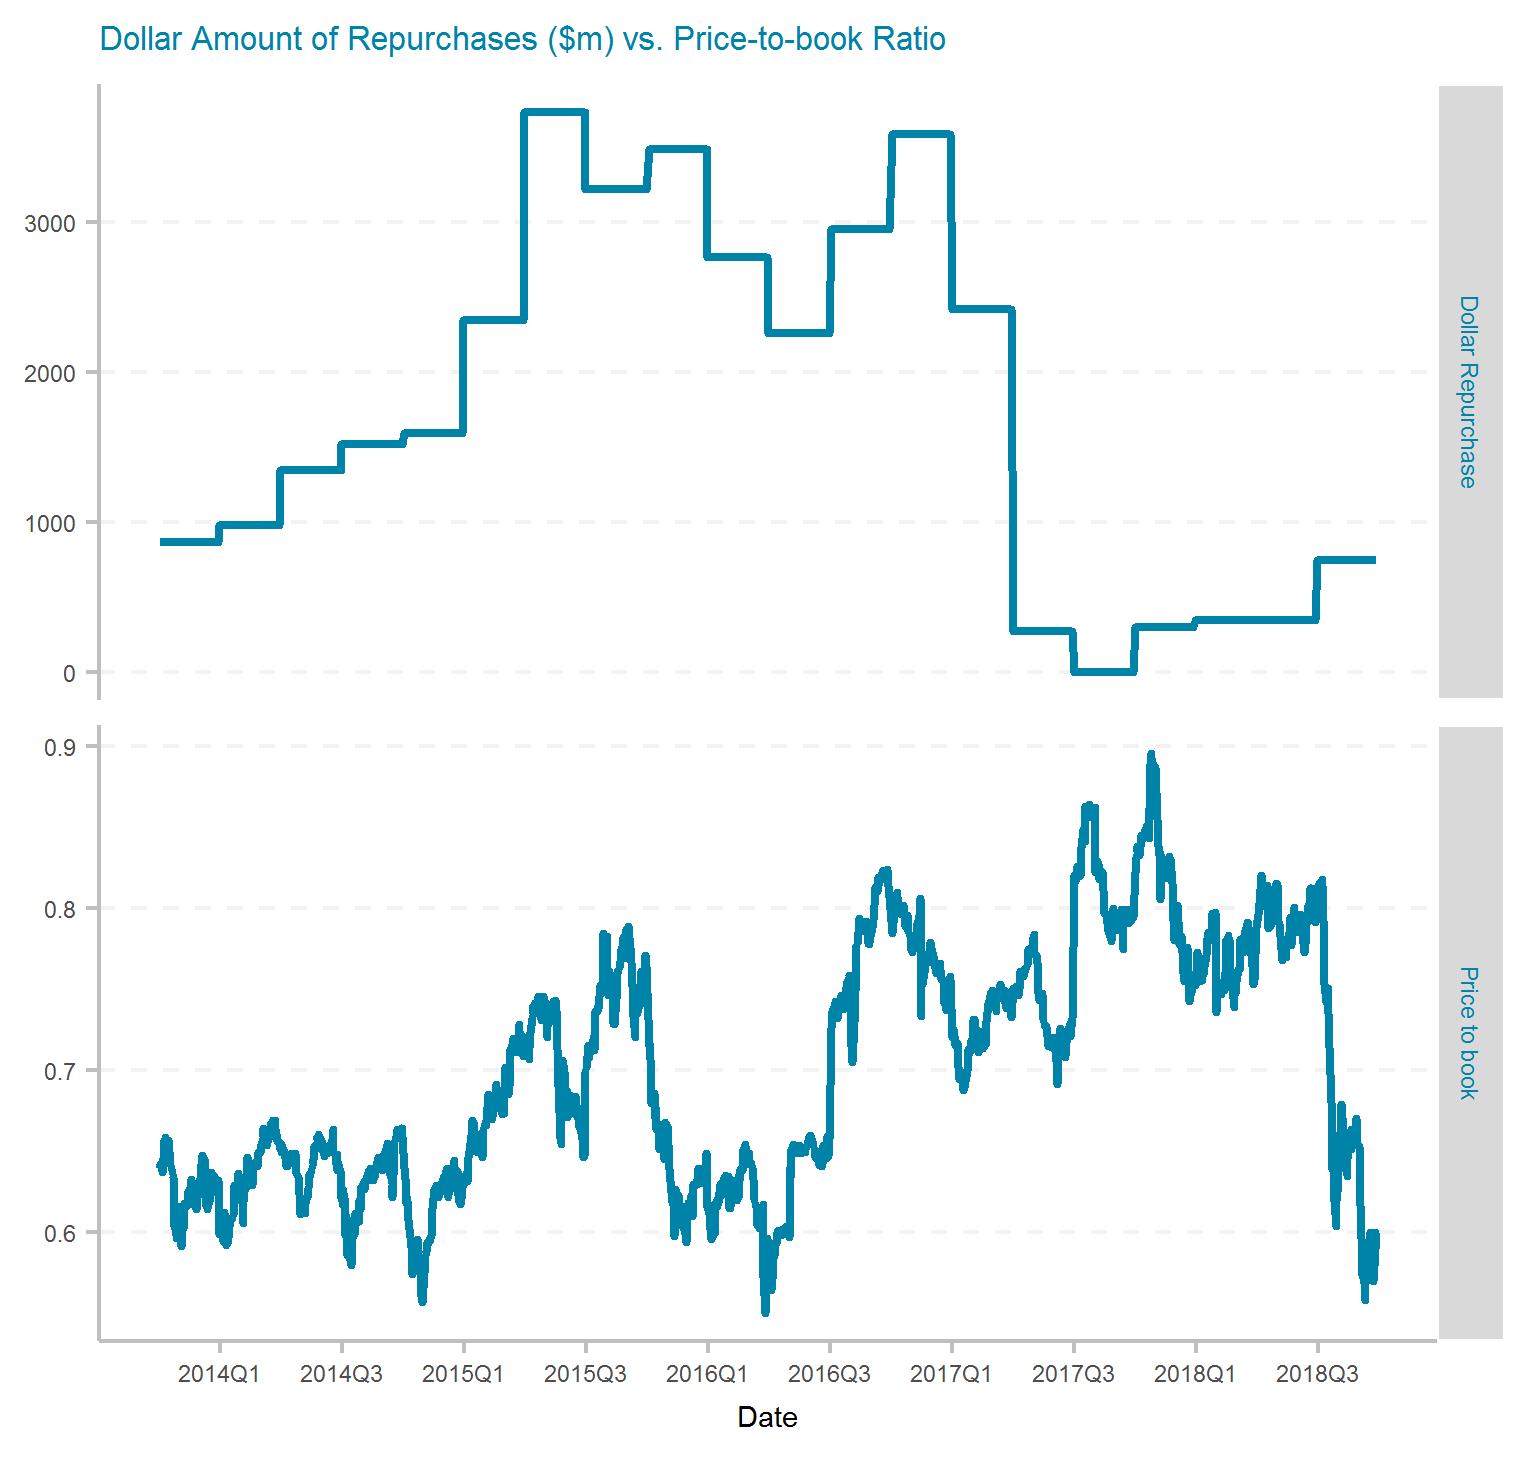 Dollar Amount of Repurchases ($m) vs. Price-to-book Ratio
3000
2000
1000
0
Dollar Repurchase
0.9
0.8
0.7
0.6
Price to book
2014Q1 2014Q3 2015Q1 2015Q3 2016Q1 2016Q3 2017Q1 2017Q3 2018Q1 2018Q3
Date